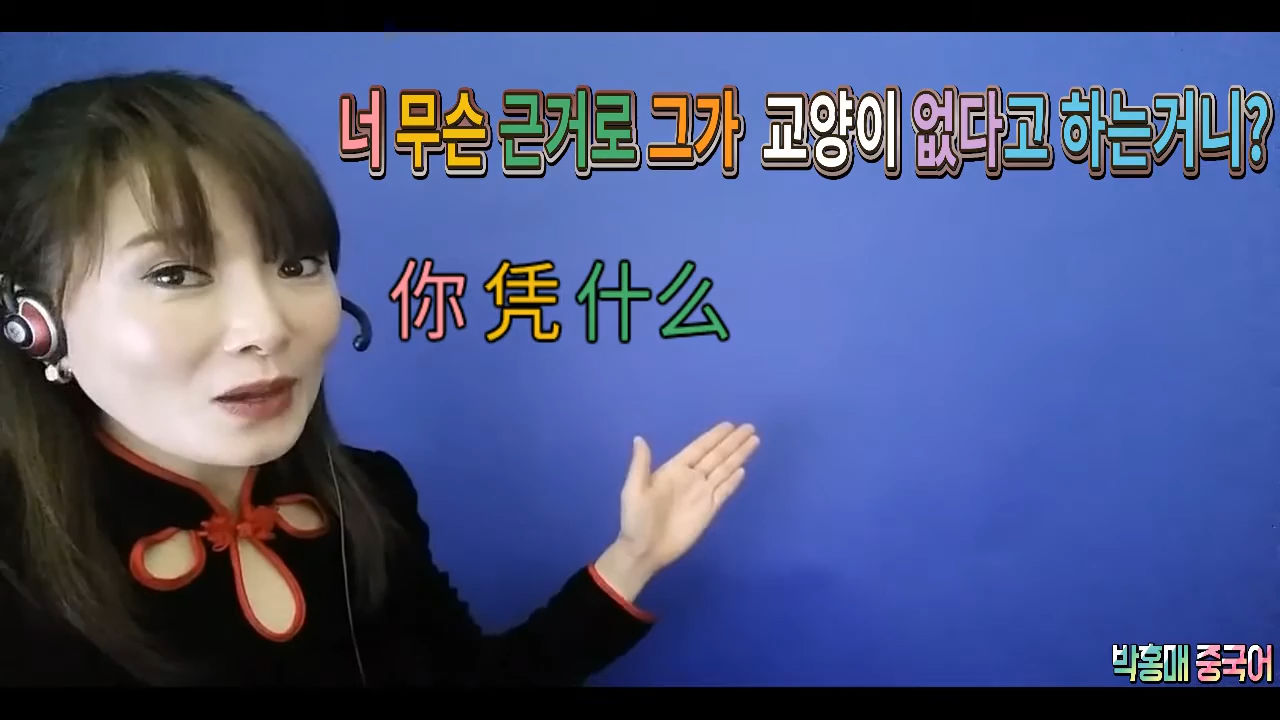 너 무슨 근거로 그가 교양이 없다고 하는거니?
你 凭 什么
박홍매 중국어